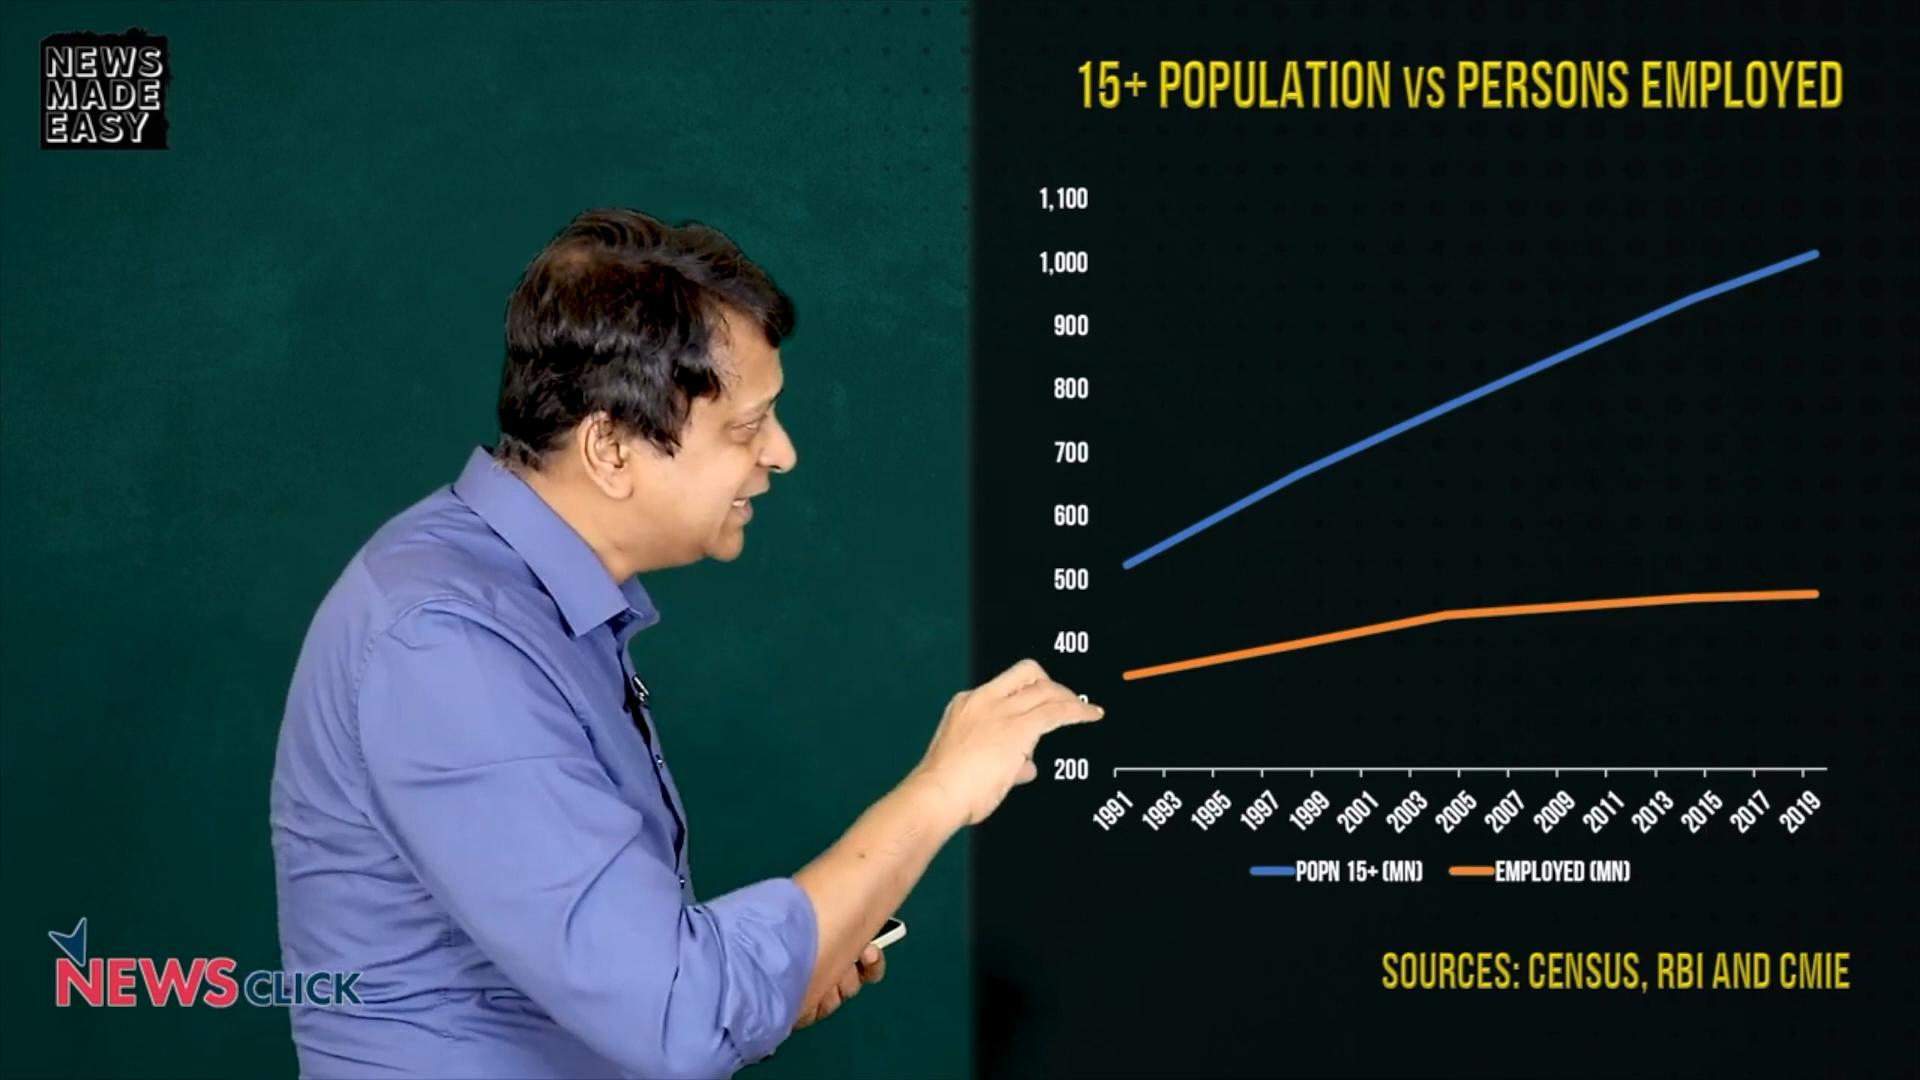 NEWS
MADE
EASY
15+ POPULATION VS PERSONS EMPLOYED
1,100
1,000
900
800
700
600
500
400
200
1991 1993 1995 1997 1999 2001 2003 2005 2007 2009 2011 2013 2015 2017 2019
POPN 15+ (MN) EMPLOYED (MN)
SOURCES: CENSUS, RBI AND CMIE
NEWSCLICK